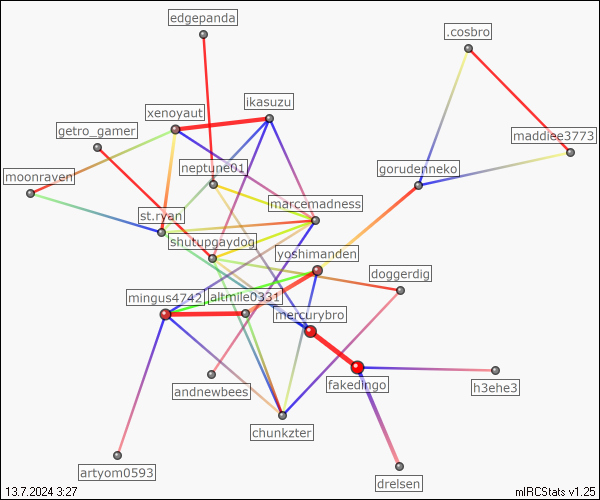 edgepanda
.cosbro
ikasuzu
xenoyaut
getro_gamer
maddiee3773
neptune01
gorudenneko
moonraven
marcemadness
st.ryan
shutupgaydog
yoshimanden
doggerdig
mingus4742
altmile0331
mercurybro
fakedingo
andnewbees
h3ehe3
chunkzter
artyom0593
drelsen
13.7.2024 3:27
mIRCStats v1.25